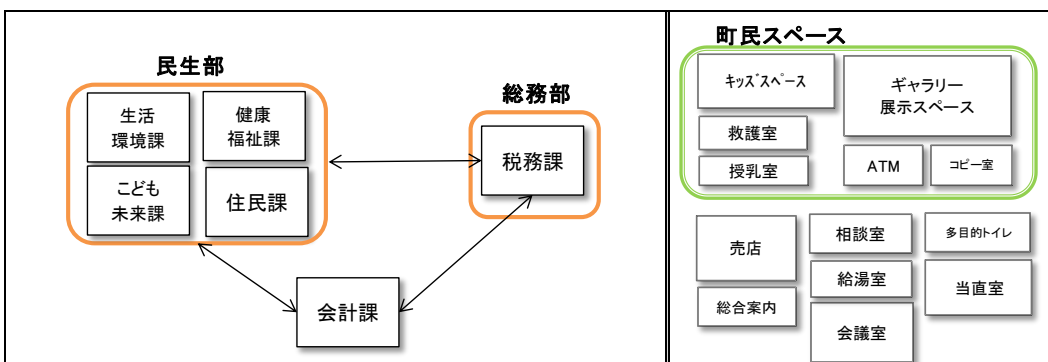 民生部
生活
環境課
健康
福祉課
こども
未来課
住民課
総務部
税務課
会計課
町民スペース
キッズスペース
ギャラリー
展示スペース
救護室
授乳室
ATM
コピー室
売店
相談室
多目的トイレ
給湯室
当直室
総合案内
会議室